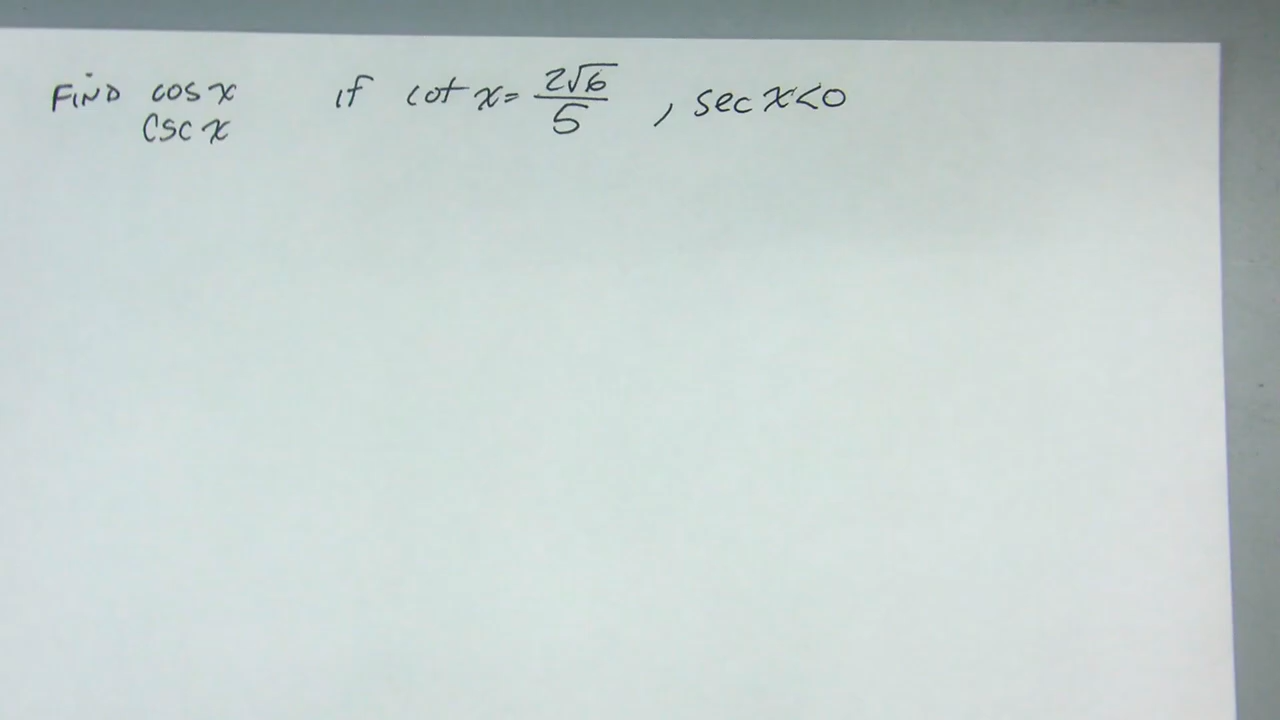 FIND cos x if cot x = 2√6/5 , sec x<0
csc x